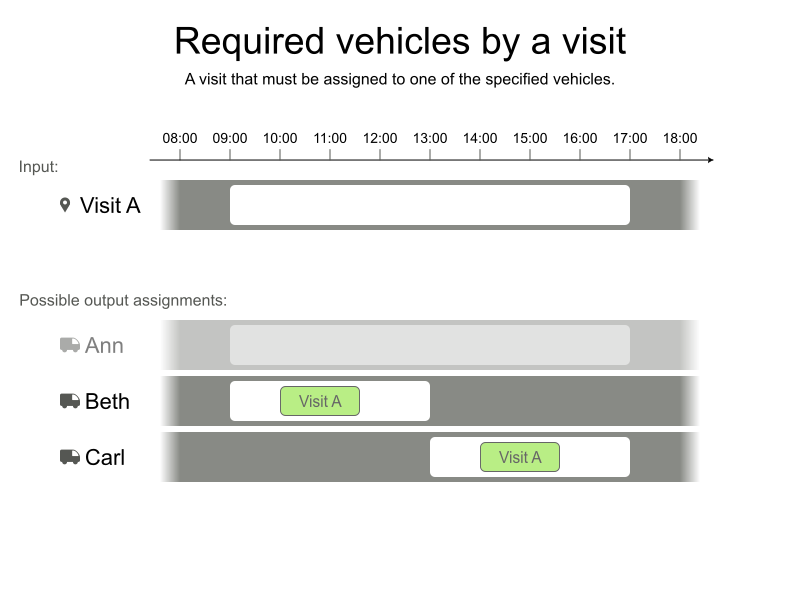 Required vehicles by a visit
A visit that must be assigned to one of the specified vehicles.
08:00 09:00 10:00 11:00 12:00 13:00 14:00 15:00 16:00 17:00 18:00
Input:
Visit A
Possible output assignments:
Ann
Beth
Visit A
Carl
Visit A